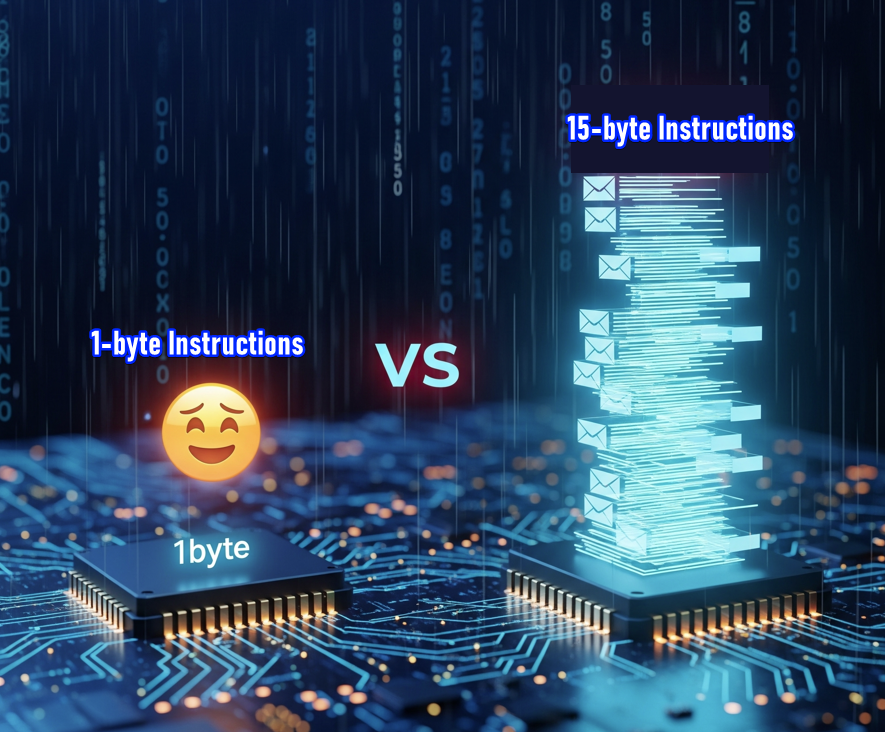 15-byte Instructions
1-byte Instructions
VS
1byte